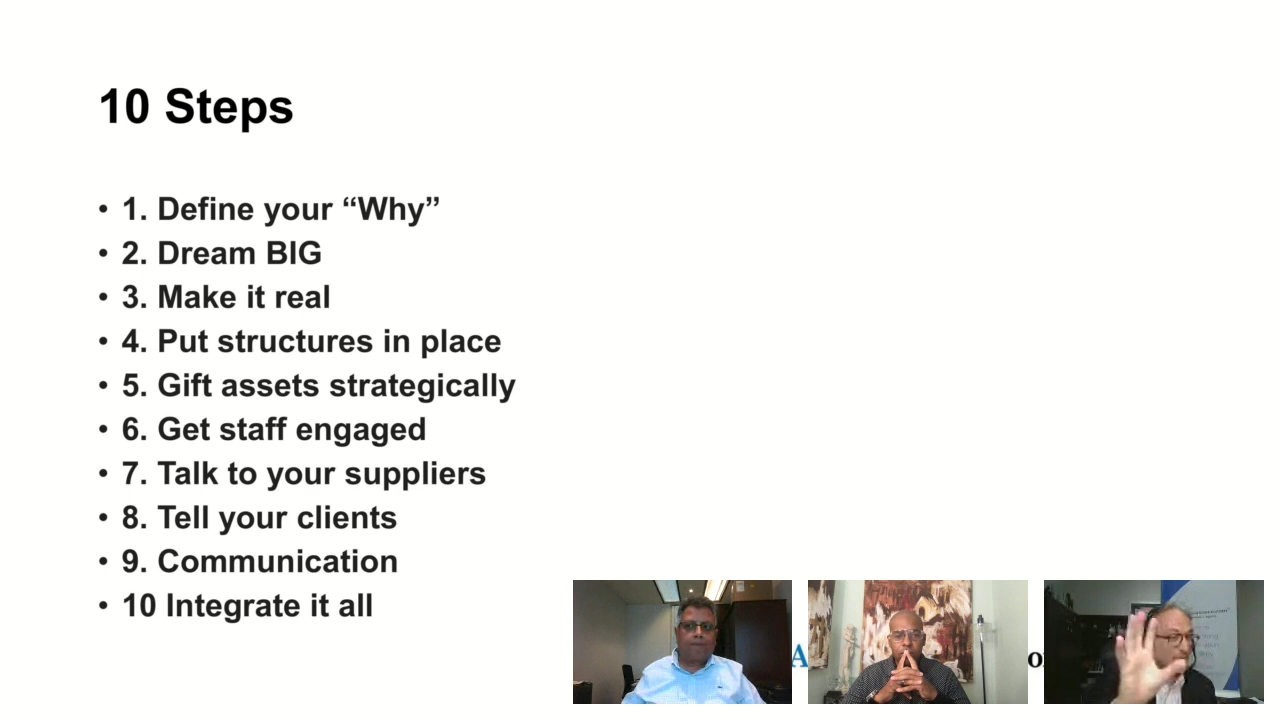 10 Steps
• 1. Define your “Why”
• 2. Dream BIG
• 3. Make it real
• 4. Put structures in place
• 5. Gift assets strategically
• 6. Get staff engaged
• 7. Talk to your suppliers
• 8. Tell your clients
• 9. Communication
• 10 Integrate it all